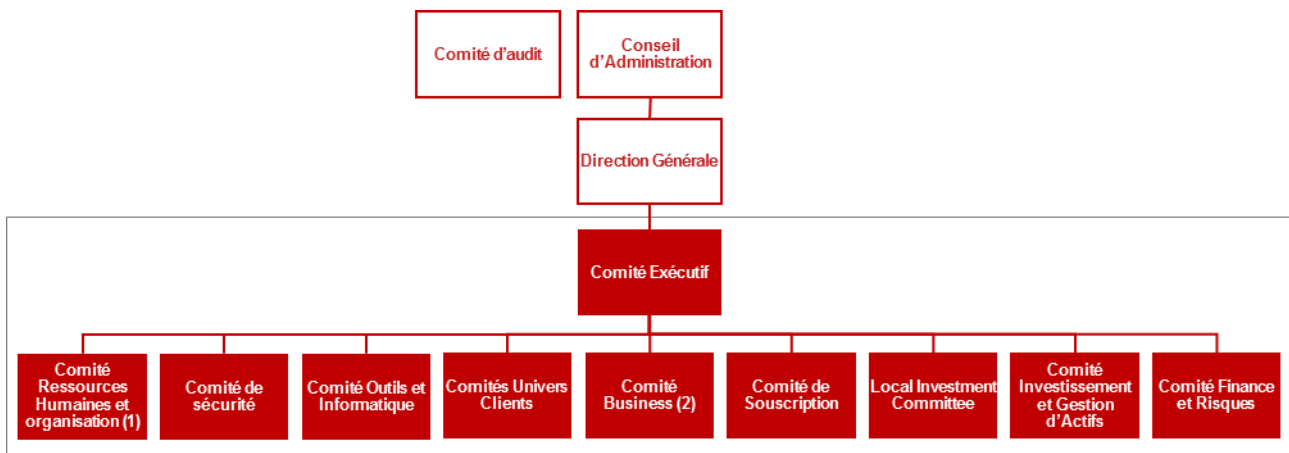 Comité d'audit
Conseil
d'Administration
Direction Générale
Comité Exécutif
Comité
Ressources
Humaines et
organisation (1)
Comité de
sécurité
Comité Outils et
Informatique
Comités Univers
Clients
Comité
Business (2)
Comité de
Souscription
Local Investment
Committee
Comité
Investissement
et Gestion
d'Actifs
Comité Finance
et Risques